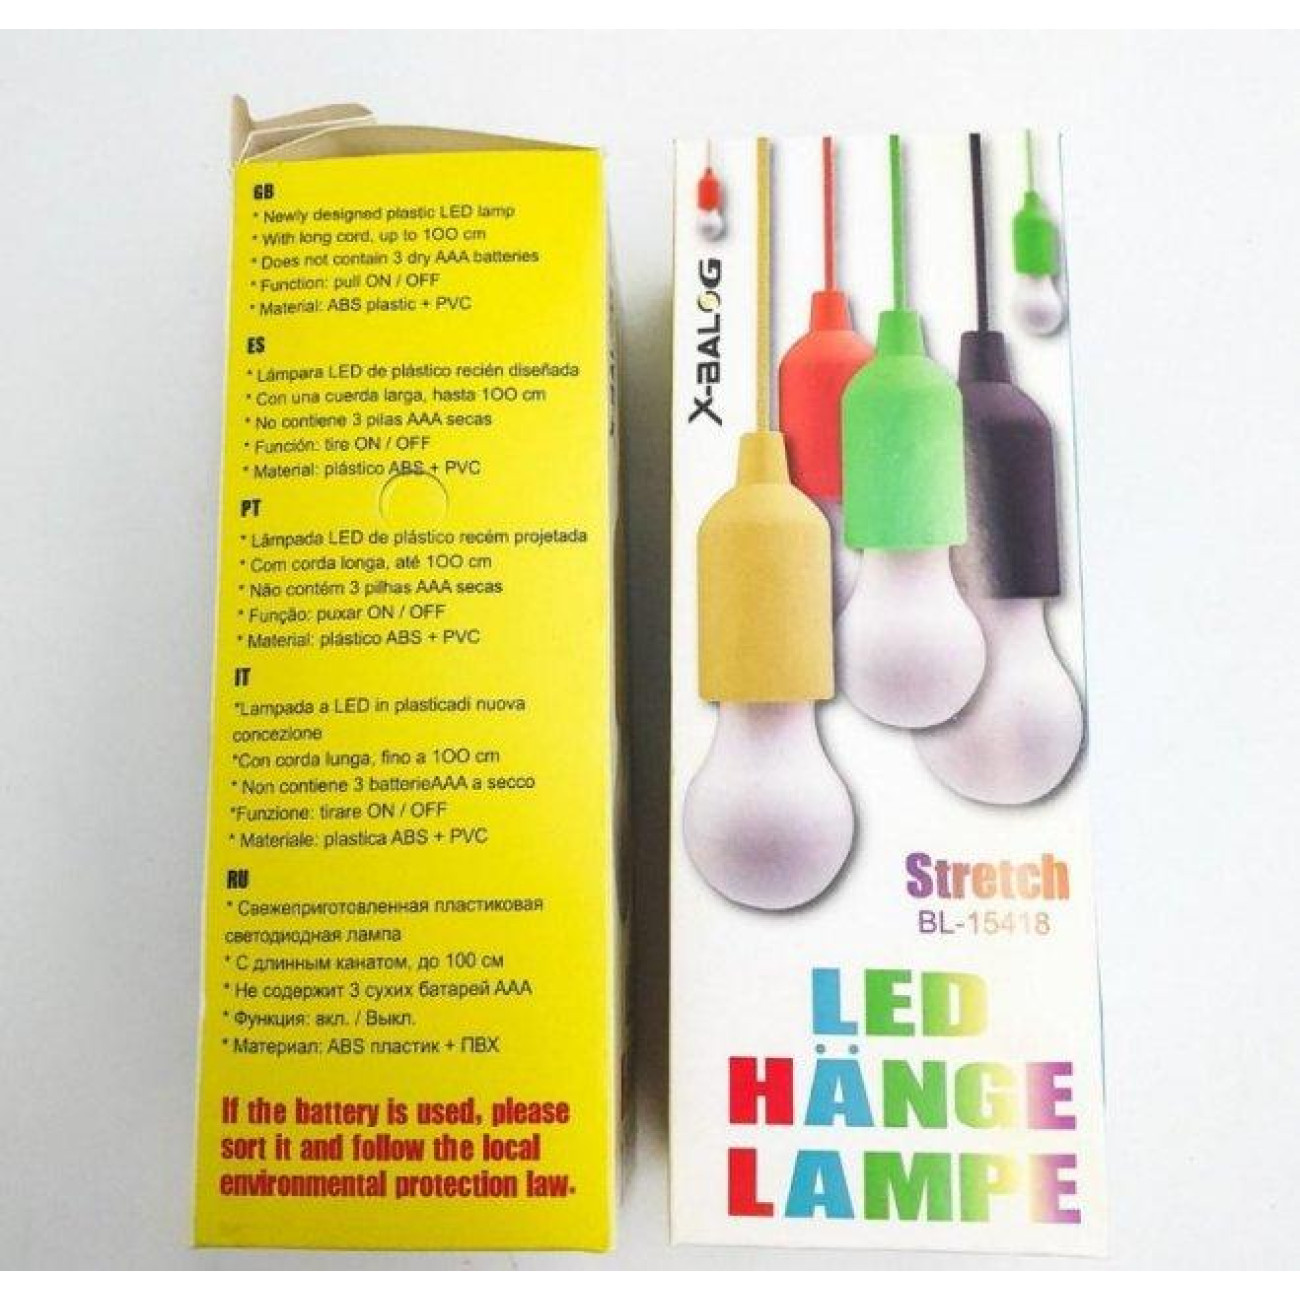 GB
* Newly designed plastic LED lamp
* With long cord, up to 100 cm
* Does not contain 3 dry AAA batteries
* Function: pull ON / OFF
* Material: ABS plastic + PVC
ES
* Lámpara LED de plástico recién diseñada
* Con una cuerda larga, hasta 100 cm
* No contiene 3 pilas AAA secas
* Función: tire ON / OFF
* Material: plástico ABS + PVC
PT
* Lâmpada LED de plástico recém projetada
* Com corda longa, até 100 cm
* Não contém 3 pilhas AAA secas
* Função: puxar ON / OFF
* Material: plástico ABS + PVC
IT
*Lampada a LED in plasticadi nuova
concezione
*Con corda lunga, fino a 100 cm
* Non contiene 3 batterieAAA a secco
*Funzione: tirare ON / OFF
* Materiale: plastica ABS + PVC
RU
* Свежеприготовленная пластиковая
светодиодная лампа
* С длинным канатом, до 100 см
* Не содержит 3 сухих батарей AAA
* Функция: вкл. / Выкл.
* Материал: ABS пластик + ПВХ
If the battery is used, please
sort it and follow the local
environmental protection law.
X-BALOG
Stretch
BL-15418
LED
HÄNGE
LAMPE